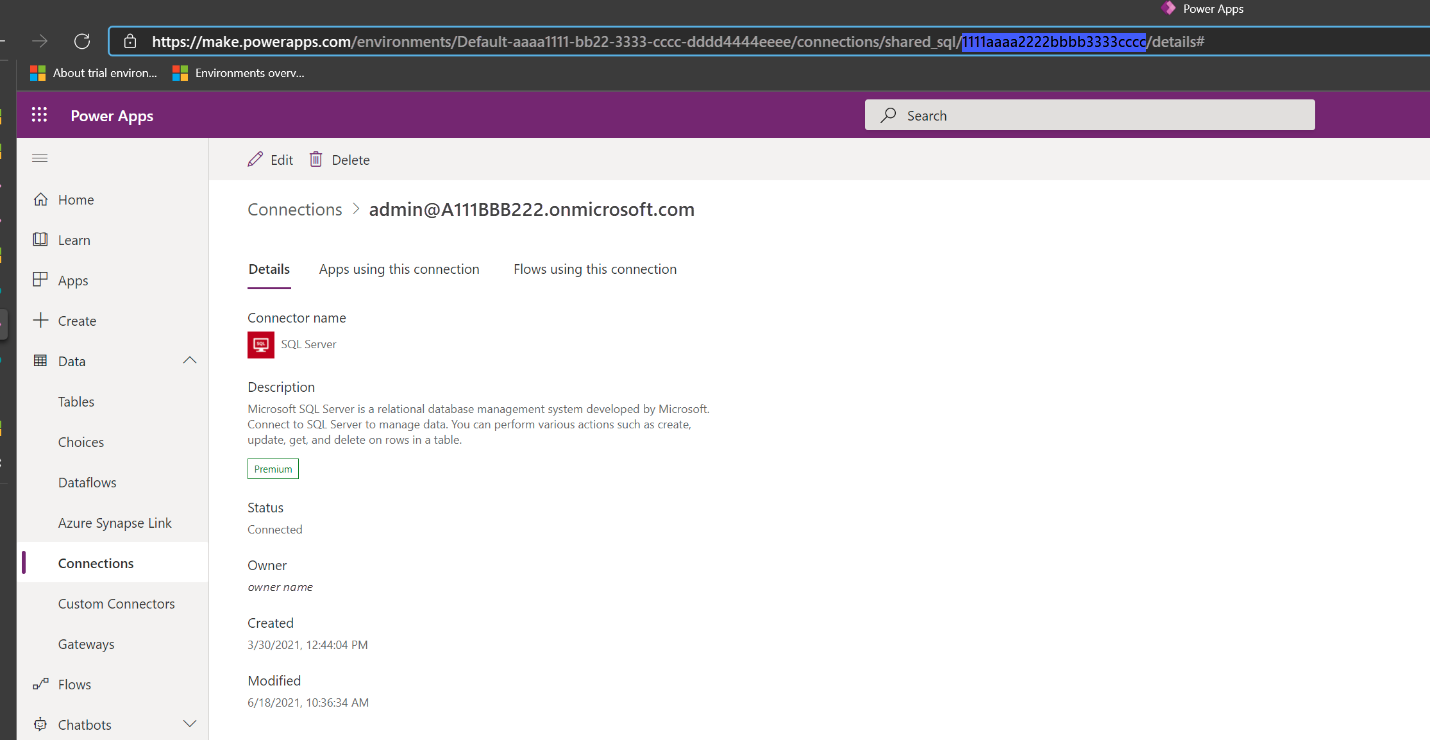 Power Apps
https://make.powerapps.com/environments/Default-aaaa1111-bb22-3333-cccc-dddd4444eeee/connections/shared_sql/1111aaaa2222bbbb3333cccc/details#
About trial environ... Environments overv...
Power Apps Search
Edit Delete
Connections > admin@A111BBB222.onmicrosoft.com
Details Apps using this connection Flows using this connection
Connector name
SQL SQL Server
Description
Microsoft SQL Server is a relational database management system developed by Microsoft.
Connect to SQL Server to manage data. You can perform various actions such as create,
update, get, and delete on rows in a table.
Premium
Status
Connected
Owner
owner name
Created
3/30/2021, 12:44:04 PM
Modified
6/18/2021, 10:36:34 AM
Home
Learn
Apps
Create
Data
Tables
Choices
Dataflows
Azure Synapse Link
Connections
Custom Connectors
Gateways
Flows
Chatbots